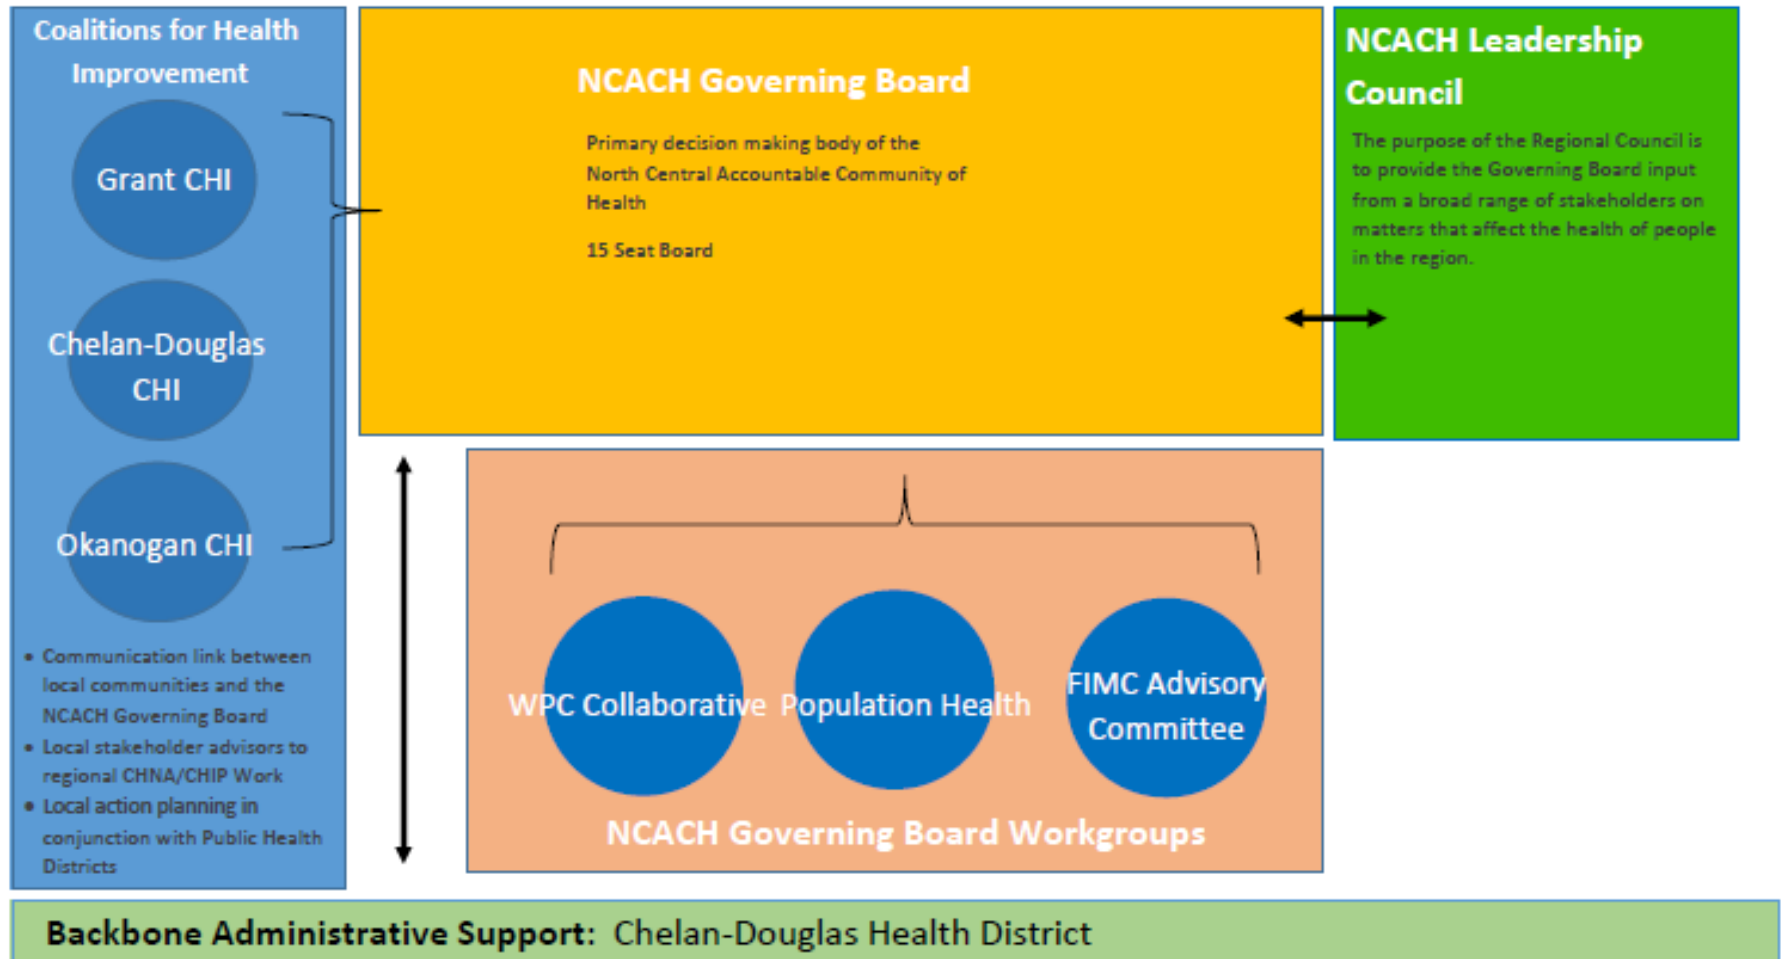 Coalitions for Health
Improvement
Grant CHI
Chelan-Douglas
CHI
Okanogan CHI
• Communication link between
local communities and the
NCACH Governing Board
• Local stakeholder advisors to
regional CHNA/CHIP Work
• Local action planning in
conjunction with Public Health
Districts
NCACH Governing Board
Primary decision making body of the
North Central Accountable Community of
Health
15 Seat Board
NCACH Leadership
Council
The purpose of the Regional Council is
to provide the Governing Board input
from a broad range of stakeholders on
matters that affect the health of people
in the region.
WPC Collaborative
Population Health
FIMC Advisory
Committee
NCACH Governing Board Workgroups
Backbone Administrative Support: Chelan-Douglas Health District